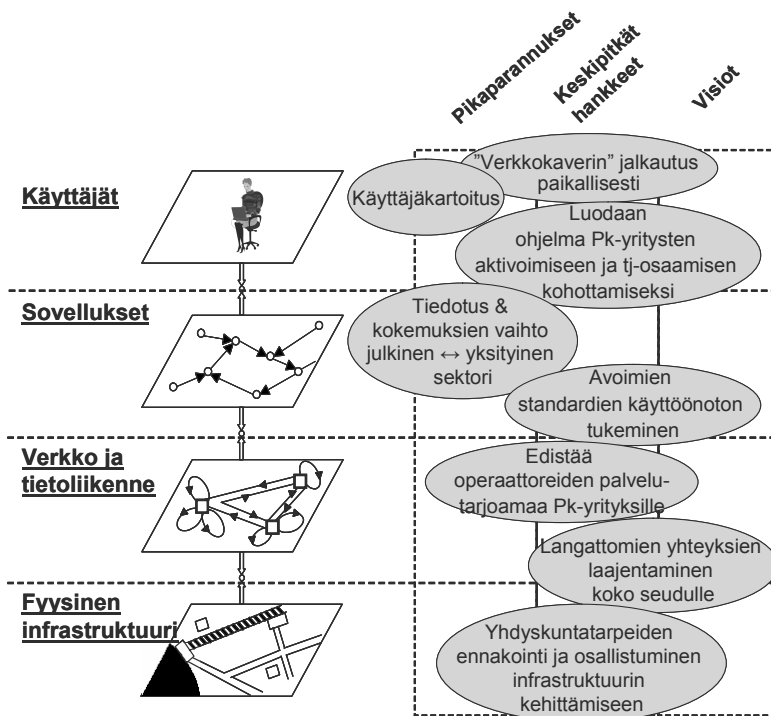 Pikaparannukset
Keskipitkät
hankkeet
Visiot
Käyttäjät
"Verkkokaverin" jalkautus
paikallisesti
Käyttäjäkartoitus
Luodaan
ohjelma Pk-yritysten
aktivoimiseen ja tj-osaamisen
kohottamiseksi
Sovellukset
Tiedotus &
kokemuksien vaihto
julkinen ↔ yksityinen
sektori
Avoimien
standardien käyttöönoton
tukeminen
Verkko ja
tietoliikenne
Edistää
operaattoreiden palvelu-
tarjoamaa Pk-yrityksille
Langattomien yhteyksien
laajentaminen
koko seudulle
Fyysinen
infrastruktuuri
Yhdyskuntatarpeiden
ennakointi ja osallistuminen
infrastruktuurin
kehittämiseen